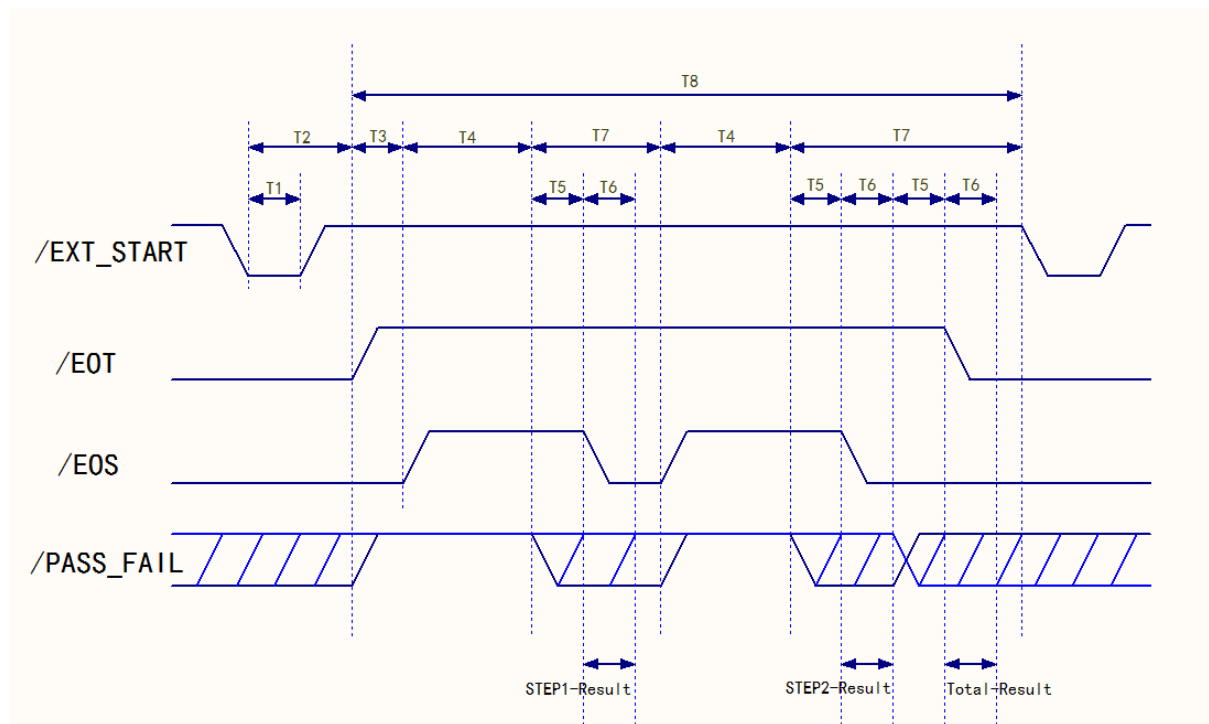 T8
T2 T3 T4 T7 T4 T7
T1 T5 T6 T5 T6 T5 T6
/EXT_START
/EOT
/EOS
/PASS_FAIL
STEP1-Result STEP2-Result Total-Result